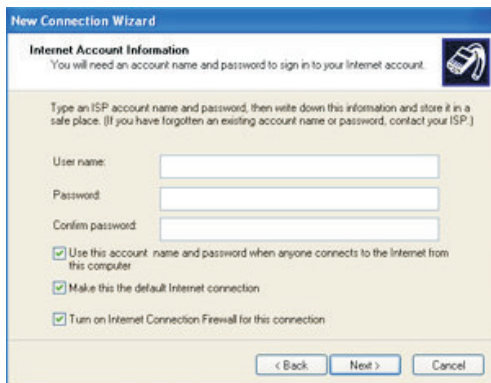 New Connection Wizard
Internet Account Information
You will need an account name and password to sign in to your Internet account.
Type an ISP account name and password, then write down this information and store it in a
safe place. (If you have forgotten an existing account name or password, contact your ISP.)
User name:
Password:
Confirm password:
Use this account name and password when anyone connects to the Internet from
this computer
Make this the default Internet connection
Turn on Internet Connection Firewall for this connection
< Back
Next >
Cancel